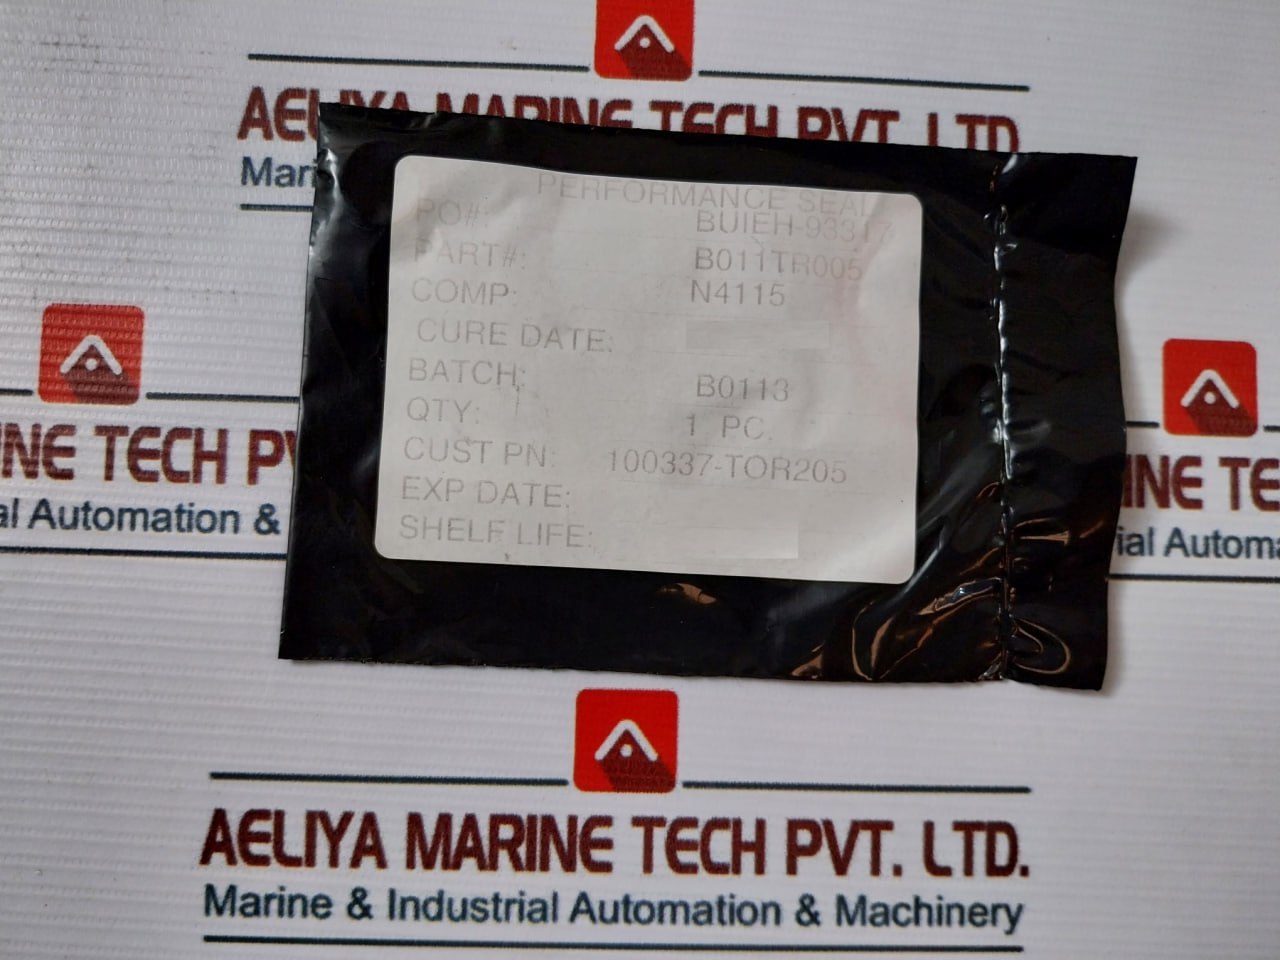 AELIYA MARINE TECH PVT. LTD.
Mari
PERFORMANCE SEAL
PO#: BUIEH-93317
PART#: B011TR005
COMP: N4115
CURE DATE:
BATCH: B0113
QTY: 1 PC.
CUST PN: 100337-TOR205
EXP DATE:
SHELF LIFE:
INE TECH PV
al Automation &
INE TE
ial Automa
AELIYA MARINE TECH PVT. LTD.
Marine & Industrial Automation & Machinery